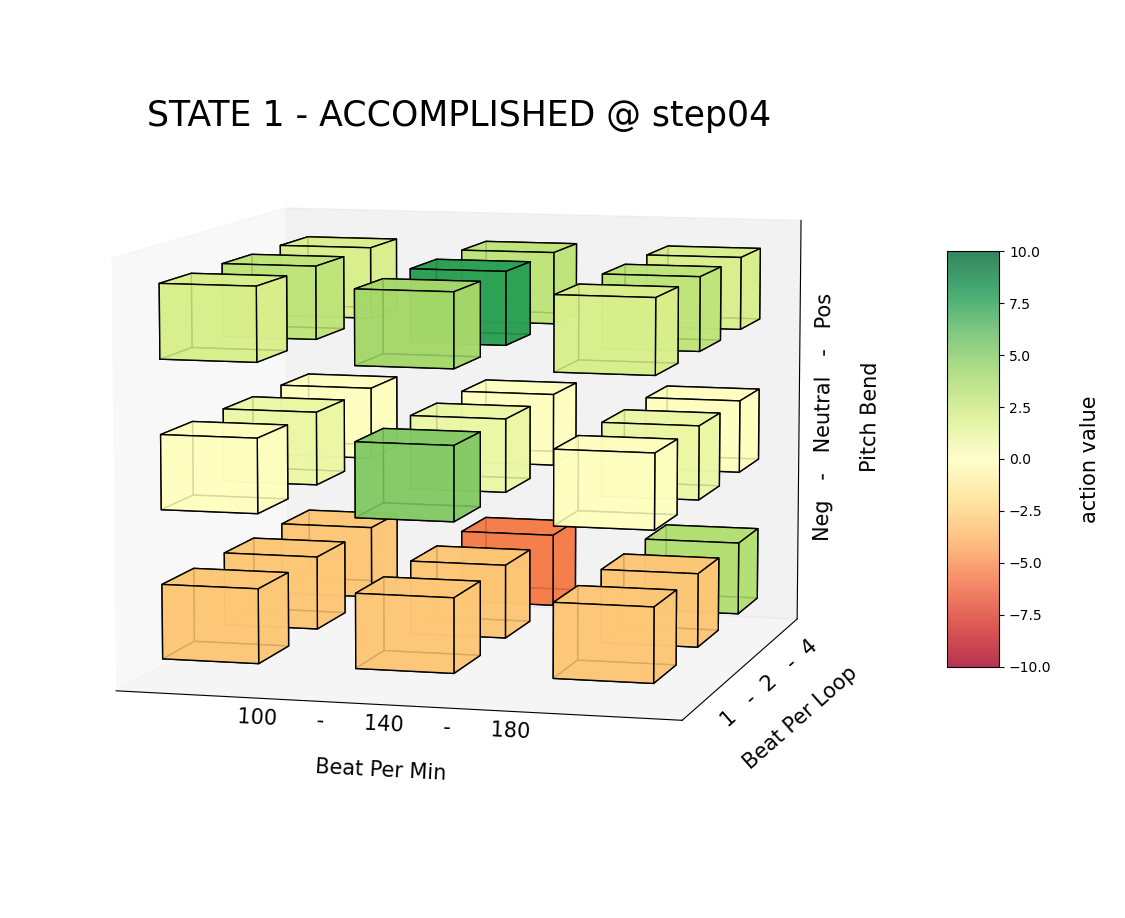 STATE 1 - ACCOMPLISHED @ step04
Neg - Neutral - Pos
Pitch Bend
1 - 2 - 4
Beat Per Loop
100 - 140 - 180
Beat Per Min
10.0
7.5
5.0
2.5
0.0
−2.5
−5.0
−7.5
−10.0
action value